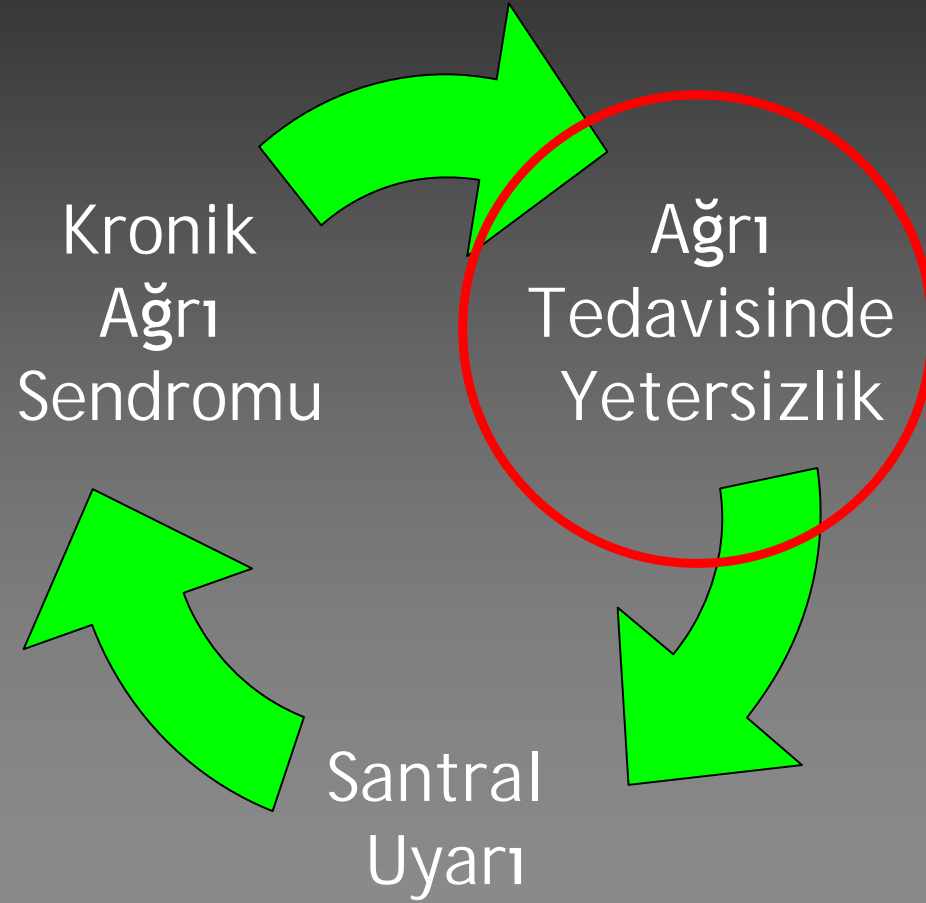 Kronik
Ağrı
Sendromu
Ağrı
Tedavisinde
Yetersizlik
Santral
Uyarı